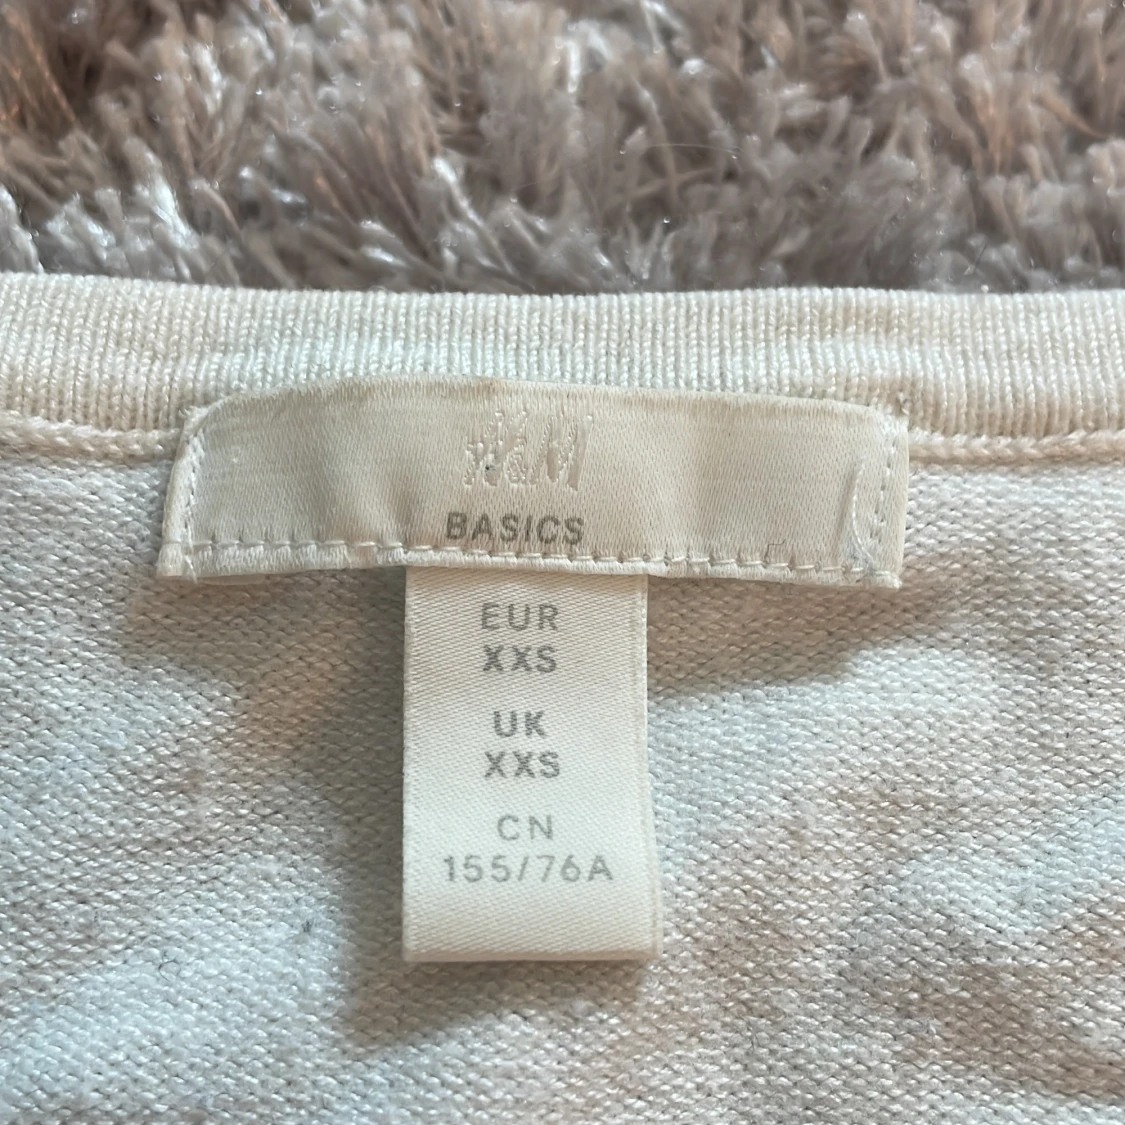 H&M
BASICS
EUR
XXS
UK
XXS
CN
155/76A